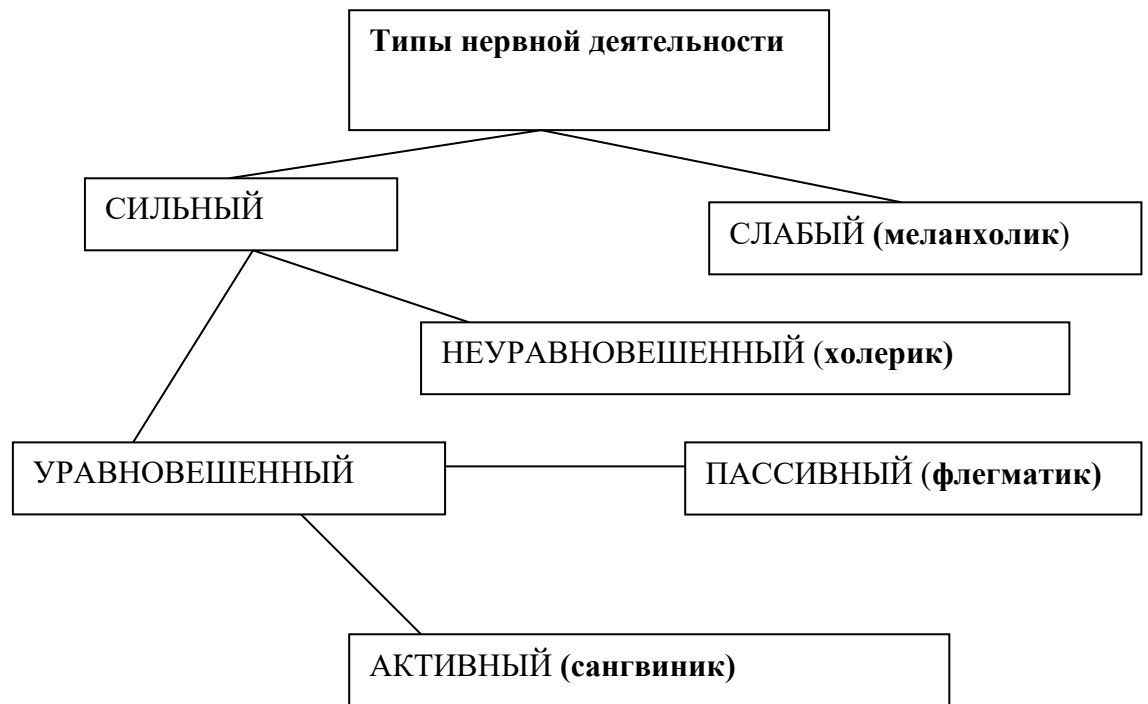 Типы нервной деятельности
СИЛЬНЫЙ
СЛАБЫЙ (меланхолик)
НЕУРАВНОВЕШЕННЫЙ (холерик)
УРАВНОВЕШЕННЫЙ
ПАССИВНЫЙ (флегматик)
АКТИВНЫЙ (сангвиник)